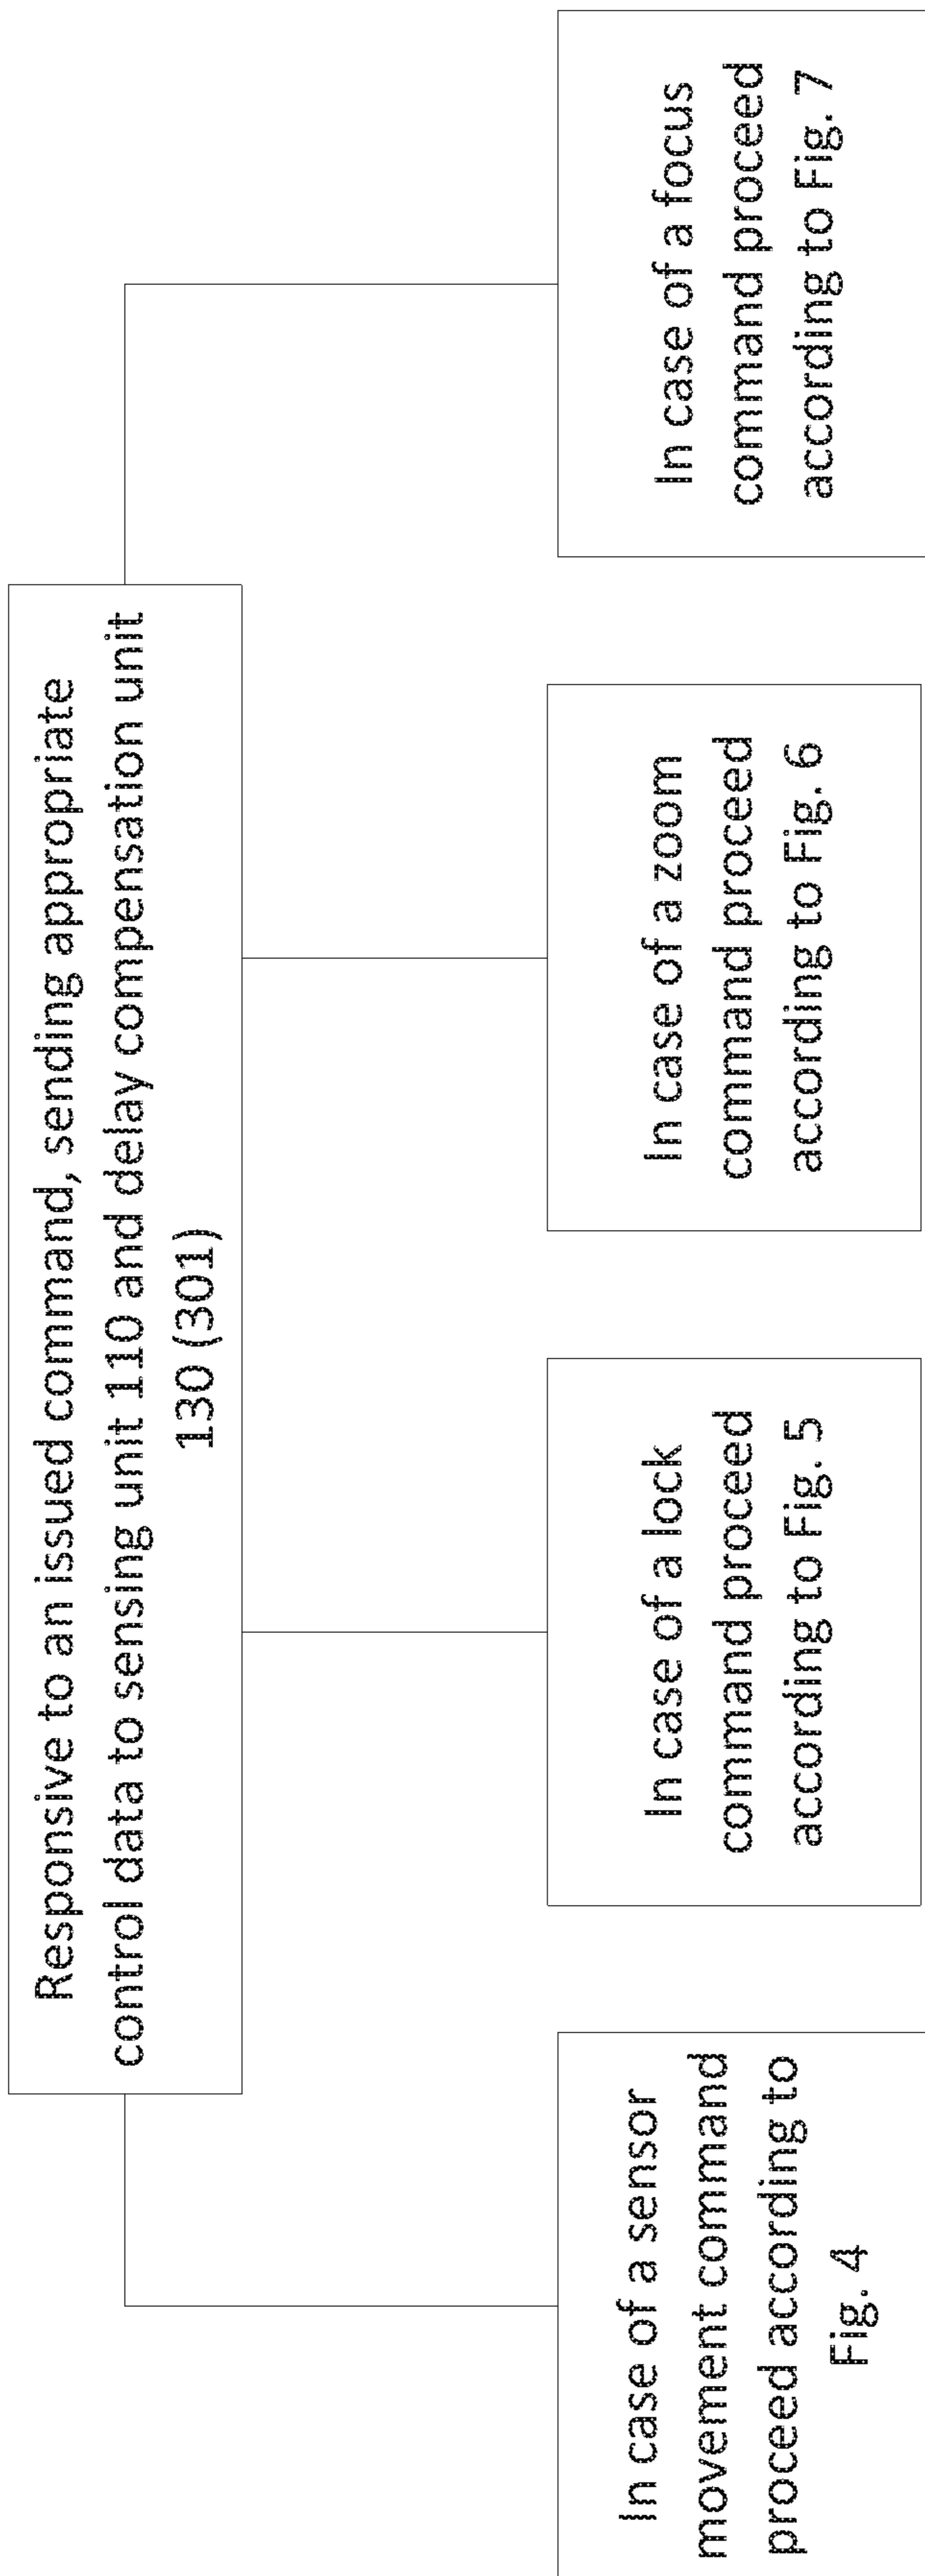 Responsive to an issued command, sending appropriate
control data to sensing unit 110 and delay compensation unit
130 (301)
In case of a sensor
movement command
proceed according to
Fig. 4
In case of a lock
command proceed
according to Fig. 5
In case of a zoom
command proceed
according to Fig. 6
In case of a focus
command proceed
according to Fig. 7